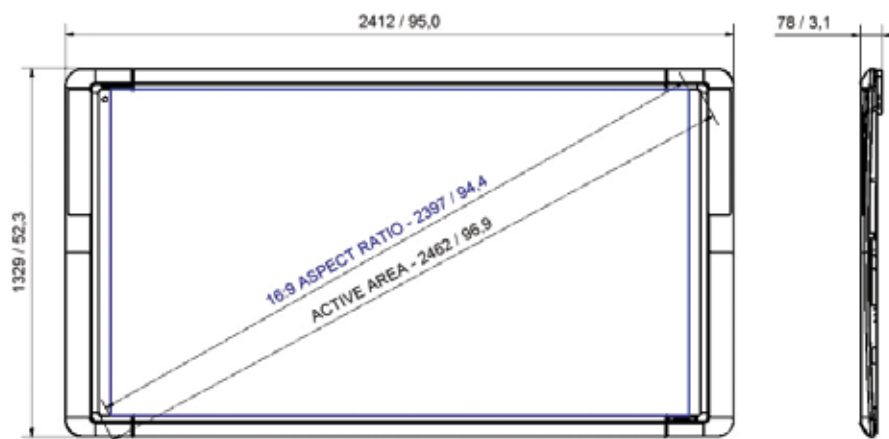 2412 / 95,0
78 / 3,1
1329 / 52,3
16:9 ASPECT RATIO - 2397 / 94,4
ACTIVE AREA - 2462 / 96,9